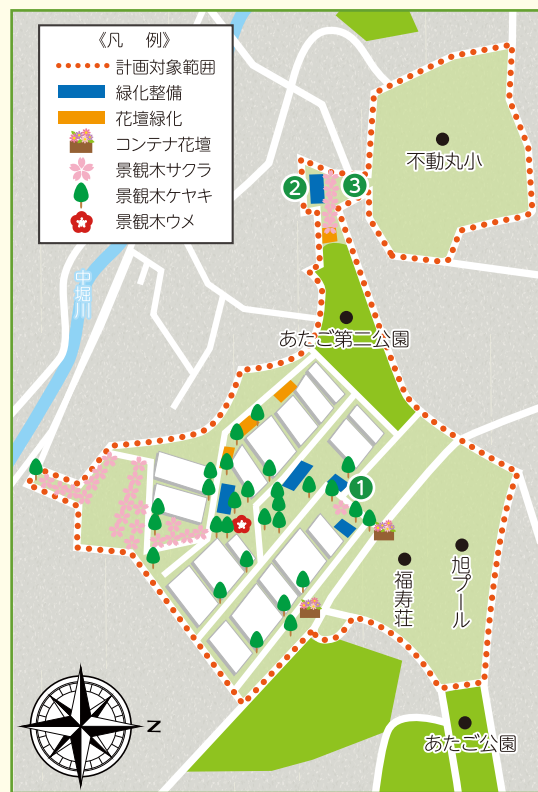 《凡 例》
計画対象範囲
緑化整備
花壇緑化
コンテナ花壇
景観木サクラ
景観木ケヤキ
景観木ウメ
不動丸小
2
3
中堀川
あたご第二公園
1
福寿荘
旭プール
あたご公園
N